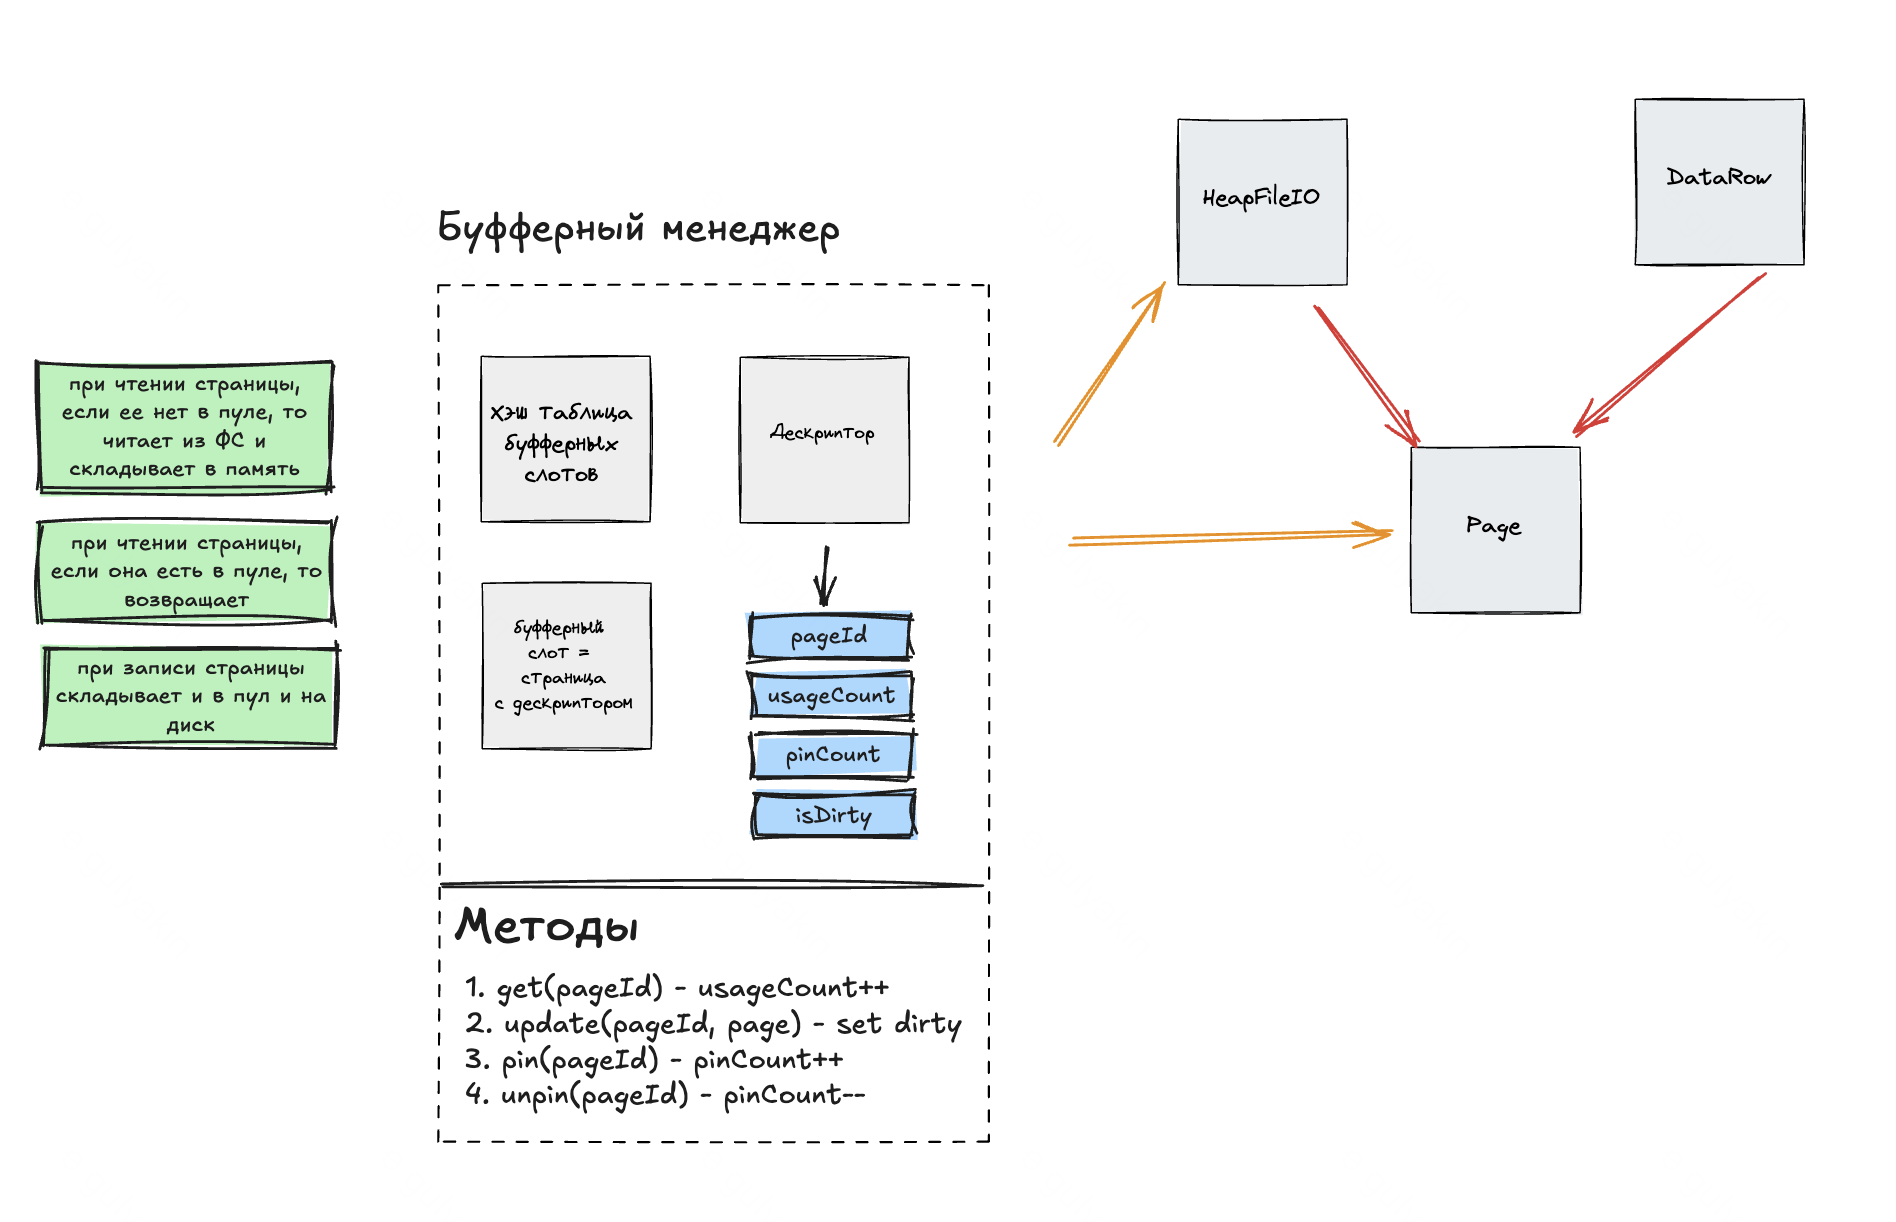 HeapFileIO
DataRow
Буфферный менеджер
при чтении страницы,
если ее нет в пуле, то
читает из ФС и
складывает в память
при чтении страницы,
если она есть в пуле, то
возвращает
при записи страницы
складывает и в пул и на
диск
хэш таблица
буфферных
слотов
Дескриптор
буфферный
слот =
страница
с дескриптором
pageId
usageCount
pinCount
isDirty
Page
Методы
1. get(pageId) - usageCount++
2. update(pageId, page) - set dirty
3. pin(pageId) - pinCount++
4. unpin(pageId) - pinCount--